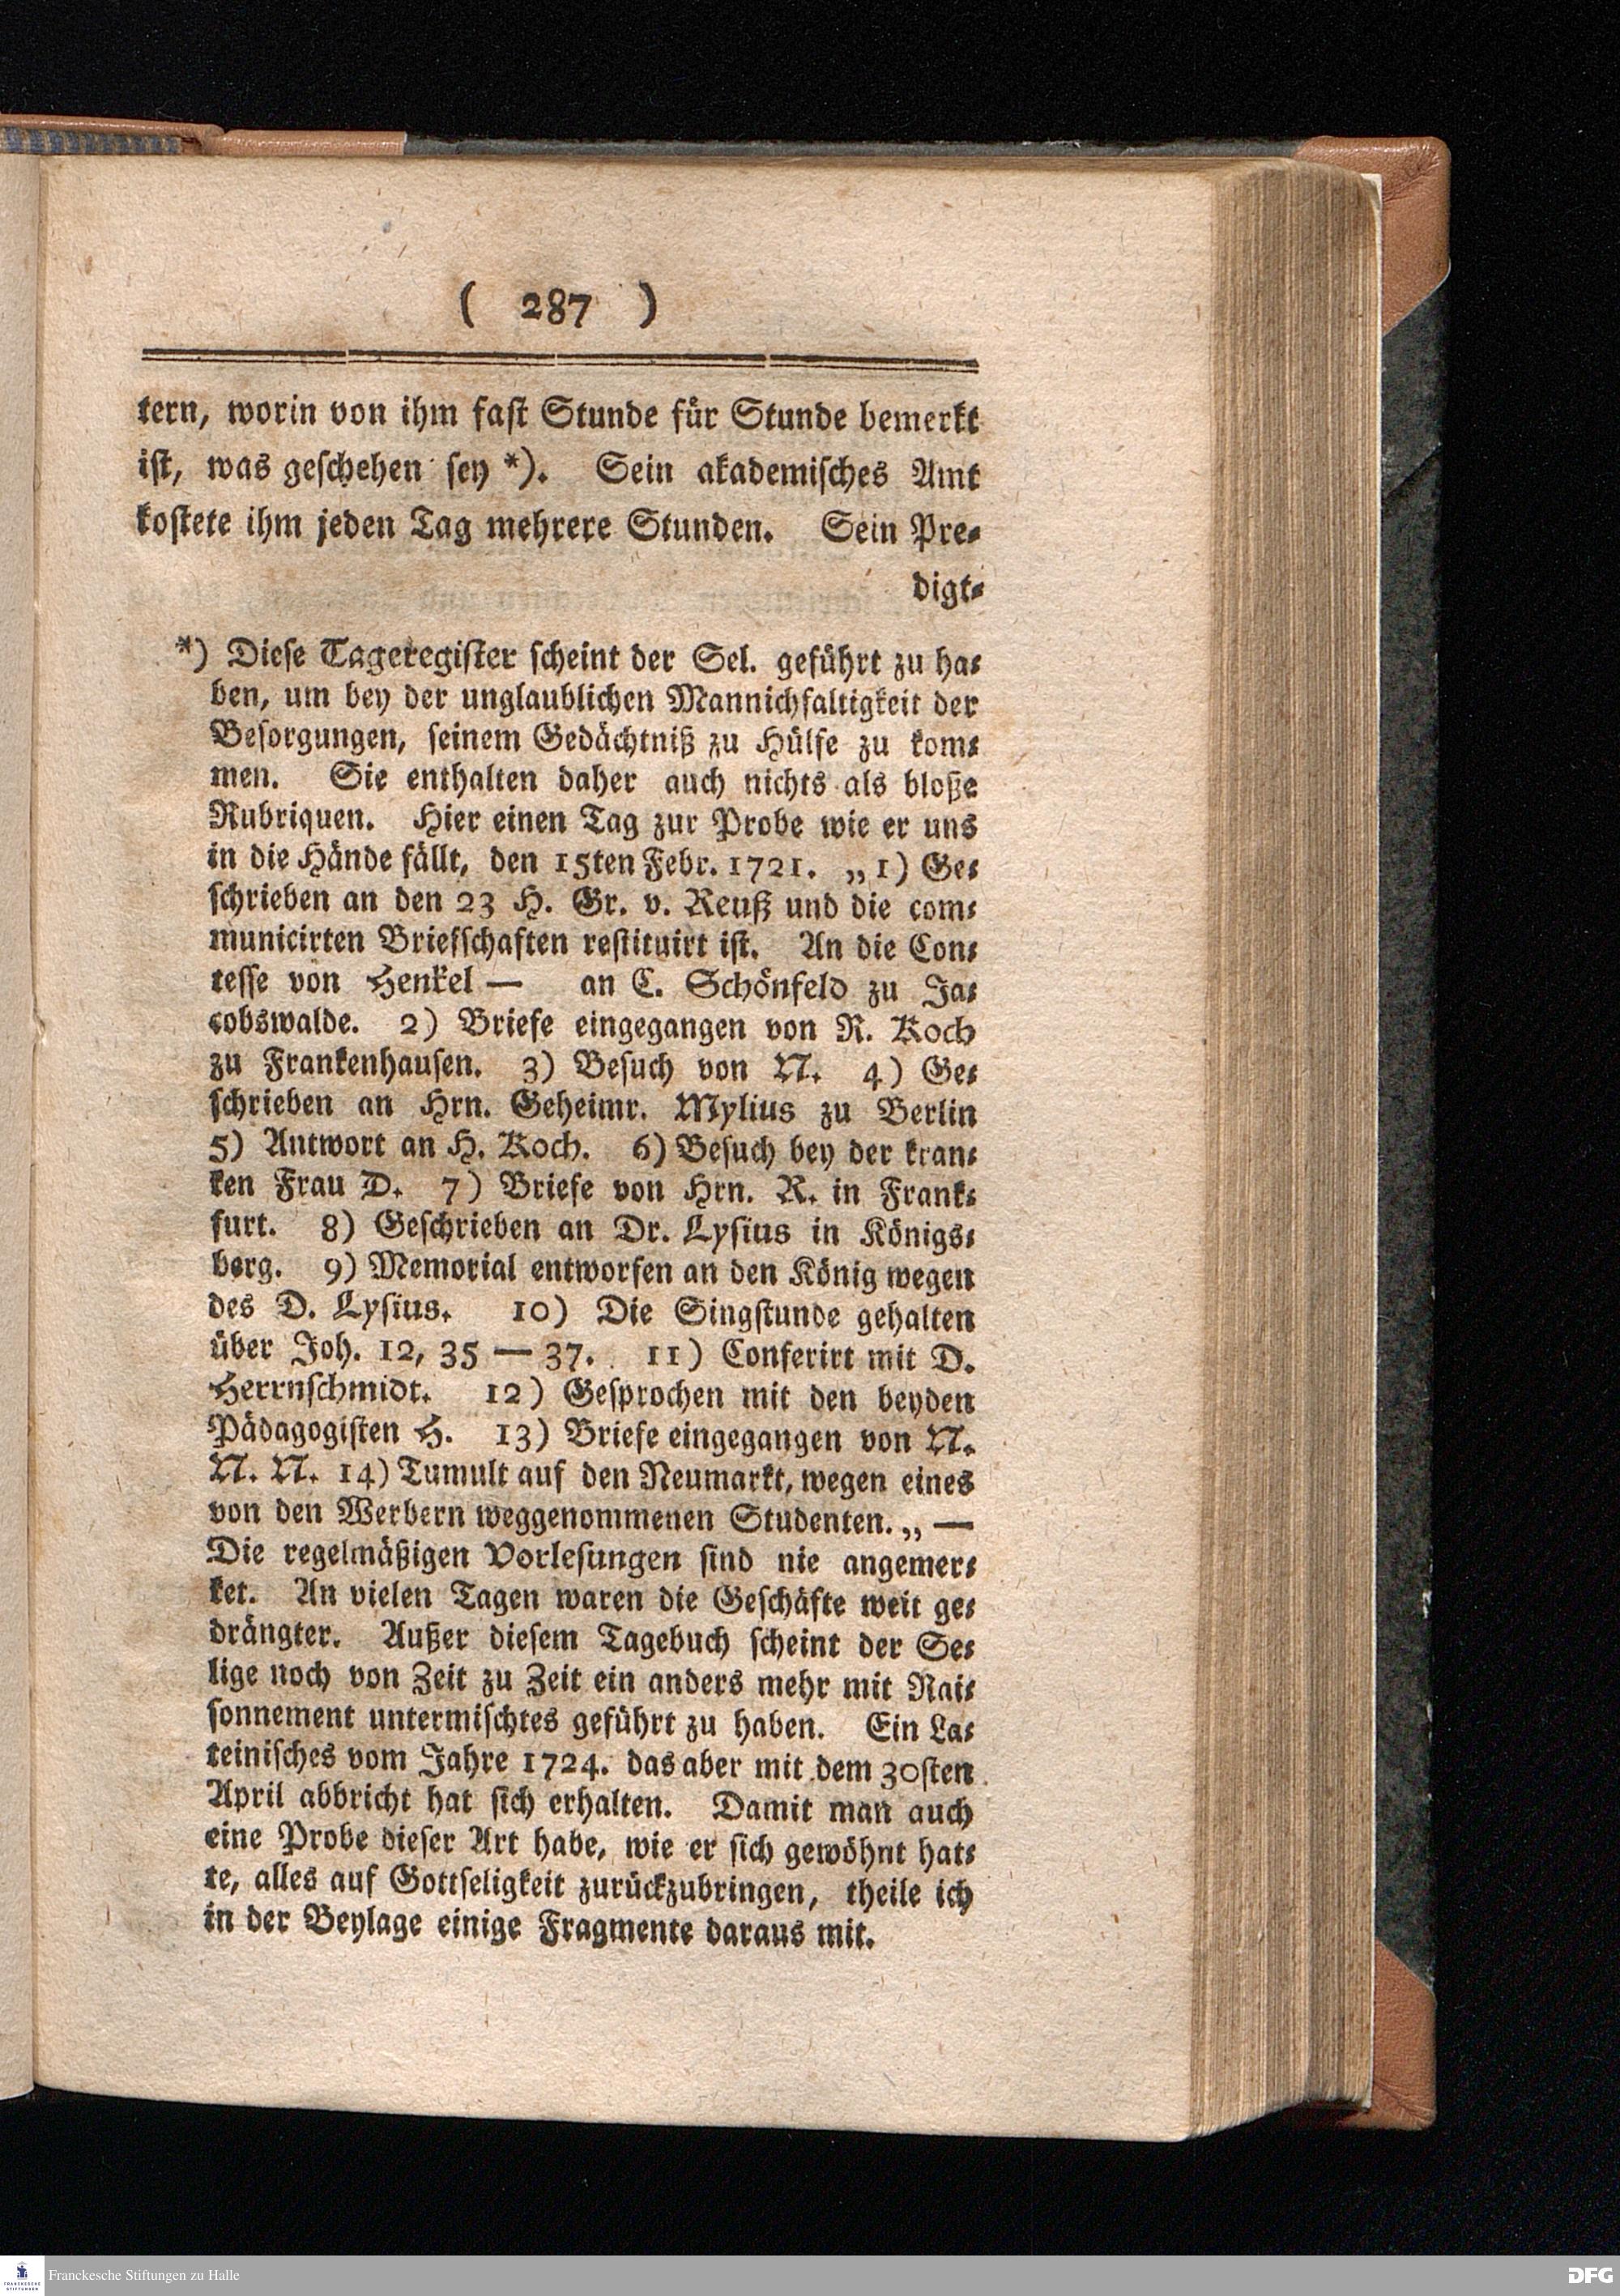 ( 287 )
tern, worin von ihm fast Stunde für Stunde bemerkt
ist, was geschehen sey *). Sein akademisches Amt
kostete ihm jeden Tag mehrere Stunden. Sein Pre-
digt-
*) Diese Tageregister scheint der Sel. geführt zu ha-
ben, um bey der unglaublichen Mannichfaltigkeit der
Besorgungen, seinem Gedächtniß zu Hülfe zu kom-
men. Sie enthalten daher auch nichts als bloße
Rubriquen. Hier einen Tag zur Probe wie er uns
in die Hände fällt, den 15ten Febr. 1721. „1) Ge-
schrieben an den 23 H. Gr. v. Reuß und die com-
municirten Briefschaften restituirt ist. An die Con-
tesse von Henkel — an C. Schönfeld zu Ja-
cobswalde. 2) Briefe eingegangen von R. Koch
zu Frankenhausen. 3) Besuch von N. 4) Ge-
schrieben an Hrn. Geheimr. Mylius zu Berlin
5) Antwort an H. Koch. 6) Besuch bey der kran-
ken Frau D. 7) Briefe von Hrn. R. in Frank-
furt. 8) Geschrieben an Dr. Lysius in Königs-
berg. 9) Memorial entworfen an den König wegen
des D. Lysius. 10) Die Singstunde gehalten
über Joh. 12, 35 — 37. 11) Conferirt mit D.
Herrnschmidt. 12) Gesprochen mit den beyden
Pädagogisten H. 13) Briefe eingegangen von N.
N. N. 14) Tumult auf den Neumarkt, wegen eines
von den Werbern weggenommenen Studenten.„ —
Die regelmäßigen Vorlesungen sind nie angemer-
ket. An vielen Tagen waren die Geschäfte weit ge-
drängter. Außer diesem Tagebuch scheint der Se-
lige noch von Zeit zu Zeit ein anders mehr mit Rai-
sonnement untermischtes geführt zu haben. Ein La-
teinisches vom Jahre 1724. das aber mit dem 30sten
April abbricht hat sich erhalten. Damit man auch
eine Probe dieser Art habe, wie er sich gewöhnt hat-
te, alles auf Gottseligkeit zurückzubringen, theile ich
in der Beylage einige Fragmente daraus mit.
FRANCKESCHE
STIFTUNGEN
Franckesche Stiftungen zu Halle
DFG